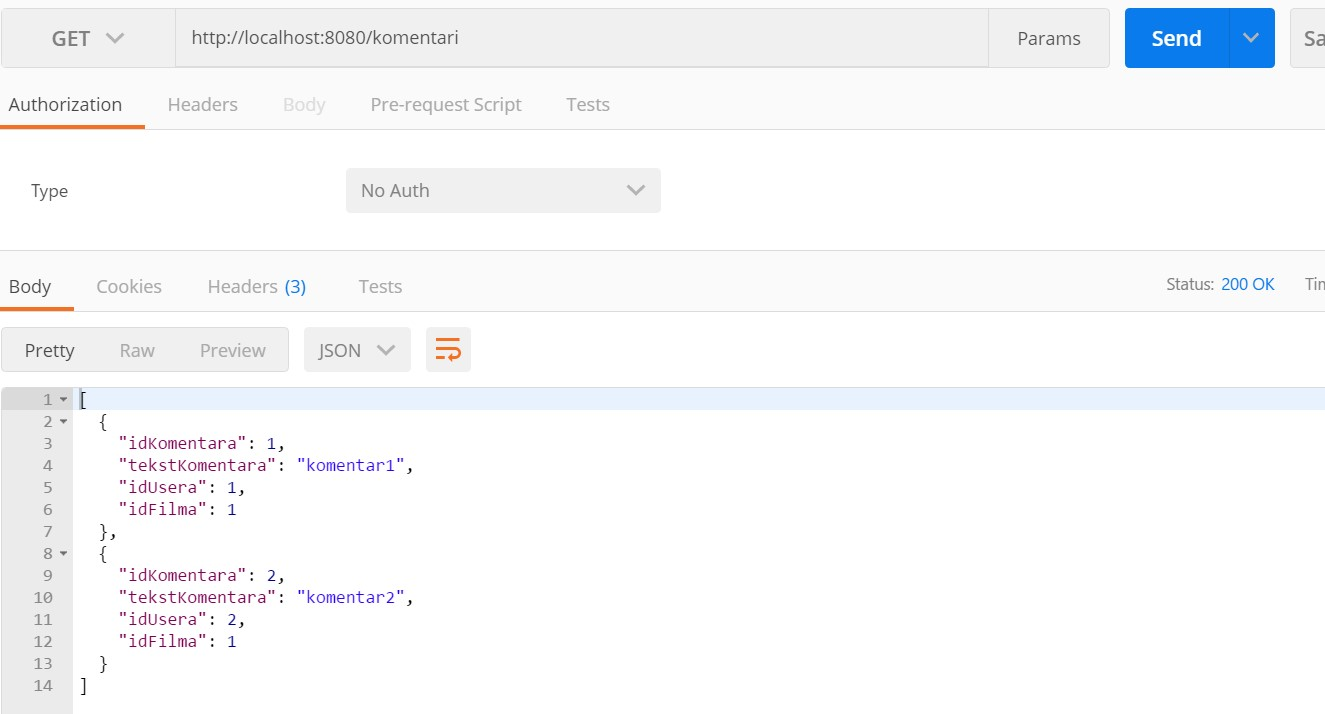 GET http://localhost:8080/komentari Params Send Sa
Authorization Headers Body Pre-request Script Tests
Type No Auth
Body Cookies Headers (3) Tests Status: 200 OK Tim
Pretty Raw Preview JSON
1 [
2 {
3 "idKomentara": 1,
4 "tekstKomentara": "komentar1",
5 "idUsera": 1,
6 "idFilma": 1
7 },
8 {
9 "idKomentara": 2,
10 "tekstKomentara": "komentar2",
11 "idUsera": 2,
12 "idFilma": 1
13 }
14 ]